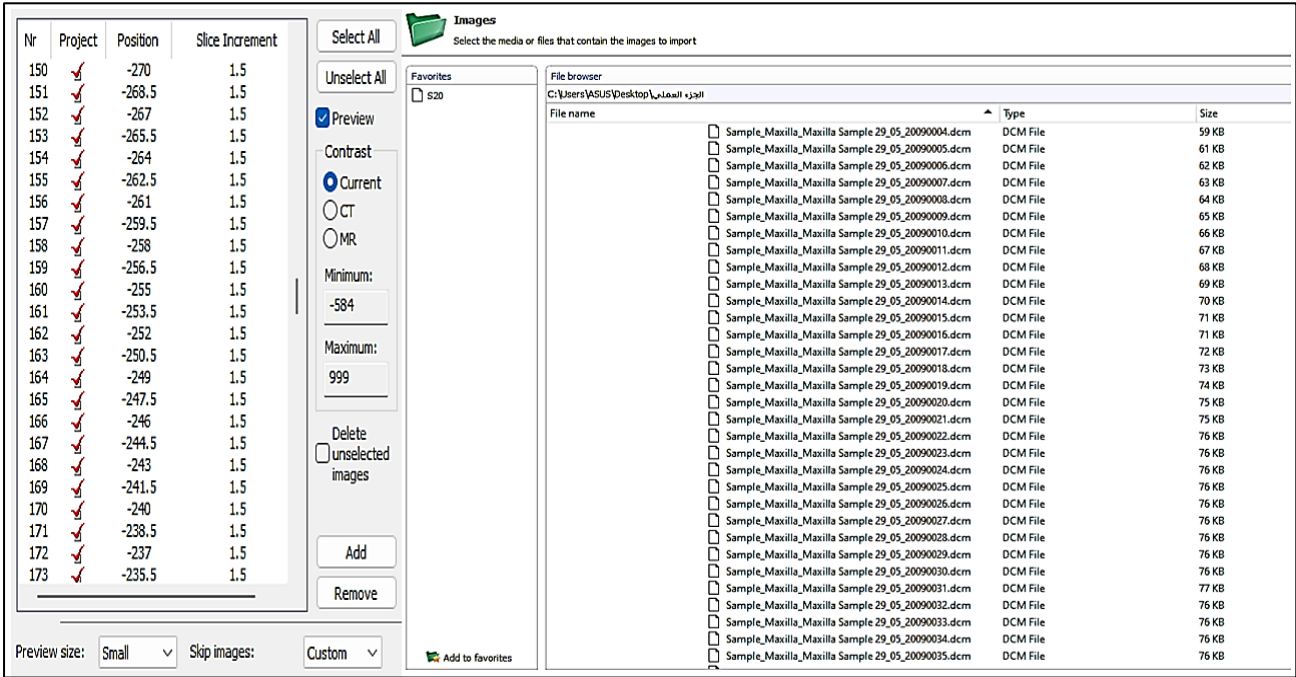 Nr Project Position Slice Increment
150 -270 1.5
151 -268.5 1.5
152 -267 1.5
153 -265.5 1.5
154 -264 1.5
155 -262.5 1.5
156 -261 1.5
157 -259.5 1.5
158 -258 1.5
159 -256.5 1.5
160 -255 1.5
161 -253.5 1.5
162 -252 1.5
163 -250.5 1.5
164 -249 1.5
165 -247.5 1.5
166 -246 1.5
167 -244.5 1.5
168 -243 1.5
169 -241.5 1.5
170 -240 1.5
171 -238.5 1.5
172 -237 1.5
173 -235.5 1.5
Select All
Unselect All
Preview
Contrast
Current
CT
MR
Minimum:
-584
Maximum:
999
Delete
unselected
images
Add
Remove
Preview size: Small Skip images: Custom
Images
Select the media or files that contain the images to import
Favorites
S20
Add to favorites
File browser
C:\Users\ASUS\Desktop\الجزء العملي
File name Type Size
Sample_Maxilla_Maxilla Sample 29_05_20090004.dcm DCM File 59 KB
Sample_Maxilla_Maxilla Sample 29_05_20090005.dcm DCM File 61 KB
Sample_Maxilla_Maxilla Sample 29_05_20090006.dcm DCM File 62 KB
Sample_Maxilla_Maxilla Sample 29_05_20090007.dcm DCM File 63 KB
Sample_Maxilla_Maxilla Sample 29_05_20090008.dcm DCM File 64 KB
Sample_Maxilla_Maxilla Sample 29_05_20090009.dcm DCM File 65 KB
Sample_Maxilla_Maxilla Sample 29_05_20090010.dcm DCM File 66 KB
Sample_Maxilla_Maxilla Sample 29_05_20090011.dcm DCM File 67 KB
Sample_Maxilla_Maxilla Sample 29_05_20090012.dcm DCM File 68 KB
Sample_Maxilla_Maxilla Sample 29_05_20090013.dcm DCM File 69 KB
Sample_Maxilla_Maxilla Sample 29_05_20090014.dcm DCM File 70 KB
Sample_Maxilla_Maxilla Sample 29_05_20090015.dcm DCM File 71 KB
Sample_Maxilla_Maxilla Sample 29_05_20090016.dcm DCM File 71 KB
Sample_Maxilla_Maxilla Sample 29_05_20090017.dcm DCM File 72 KB
Sample_Maxilla_Maxilla Sample 29_05_20090018.dcm DCM File 73 KB
Sample_Maxilla_Maxilla Sample 29_05_20090019.dcm DCM File 74 KB
Sample_Maxilla_Maxilla Sample 29_05_20090020.dcm DCM File 75 KB
Sample_Maxilla_Maxilla Sample 29_05_20090021.dcm DCM File 75 KB
Sample_Maxilla_Maxilla Sample 29_05_20090022.dcm DCM File 76 KB
Sample_Maxilla_Maxilla Sample 29_05_20090023.dcm DCM File 76 KB
Sample_Maxilla_Maxilla Sample 29_05_20090024.dcm DCM File 76 KB
Sample_Maxilla_Maxilla Sample 29_05_20090025.dcm DCM File 76 KB
Sample_Maxilla_Maxilla Sample 29_05_20090026.dcm DCM File 76 KB
Sample_Maxilla_Maxilla Sample 29_05_20090027.dcm DCM File 76 KB
Sample_Maxilla_Maxilla Sample 29_05_20090028.dcm DCM File 76 KB
Sample_Maxilla_Maxilla Sample 29_05_20090029.dcm DCM File 76 KB
Sample_Maxilla_Maxilla Sample 29_05_20090030.dcm DCM File 76 KB
Sample_Maxilla_Maxilla Sample 29_05_20090031.dcm DCM File 77 KB
Sample_Maxilla_Maxilla Sample 29_05_20090032.dcm DCM File 76 KB
Sample_Maxilla_Maxilla Sample 29_05_20090033.dcm DCM File 76 KB
Sample_Maxilla_Maxilla Sample 29_05_20090034.dcm DCM File 76 KB
Sample_Maxilla_Maxilla Sample 29_05_20090035.dcm DCM File 76 KB